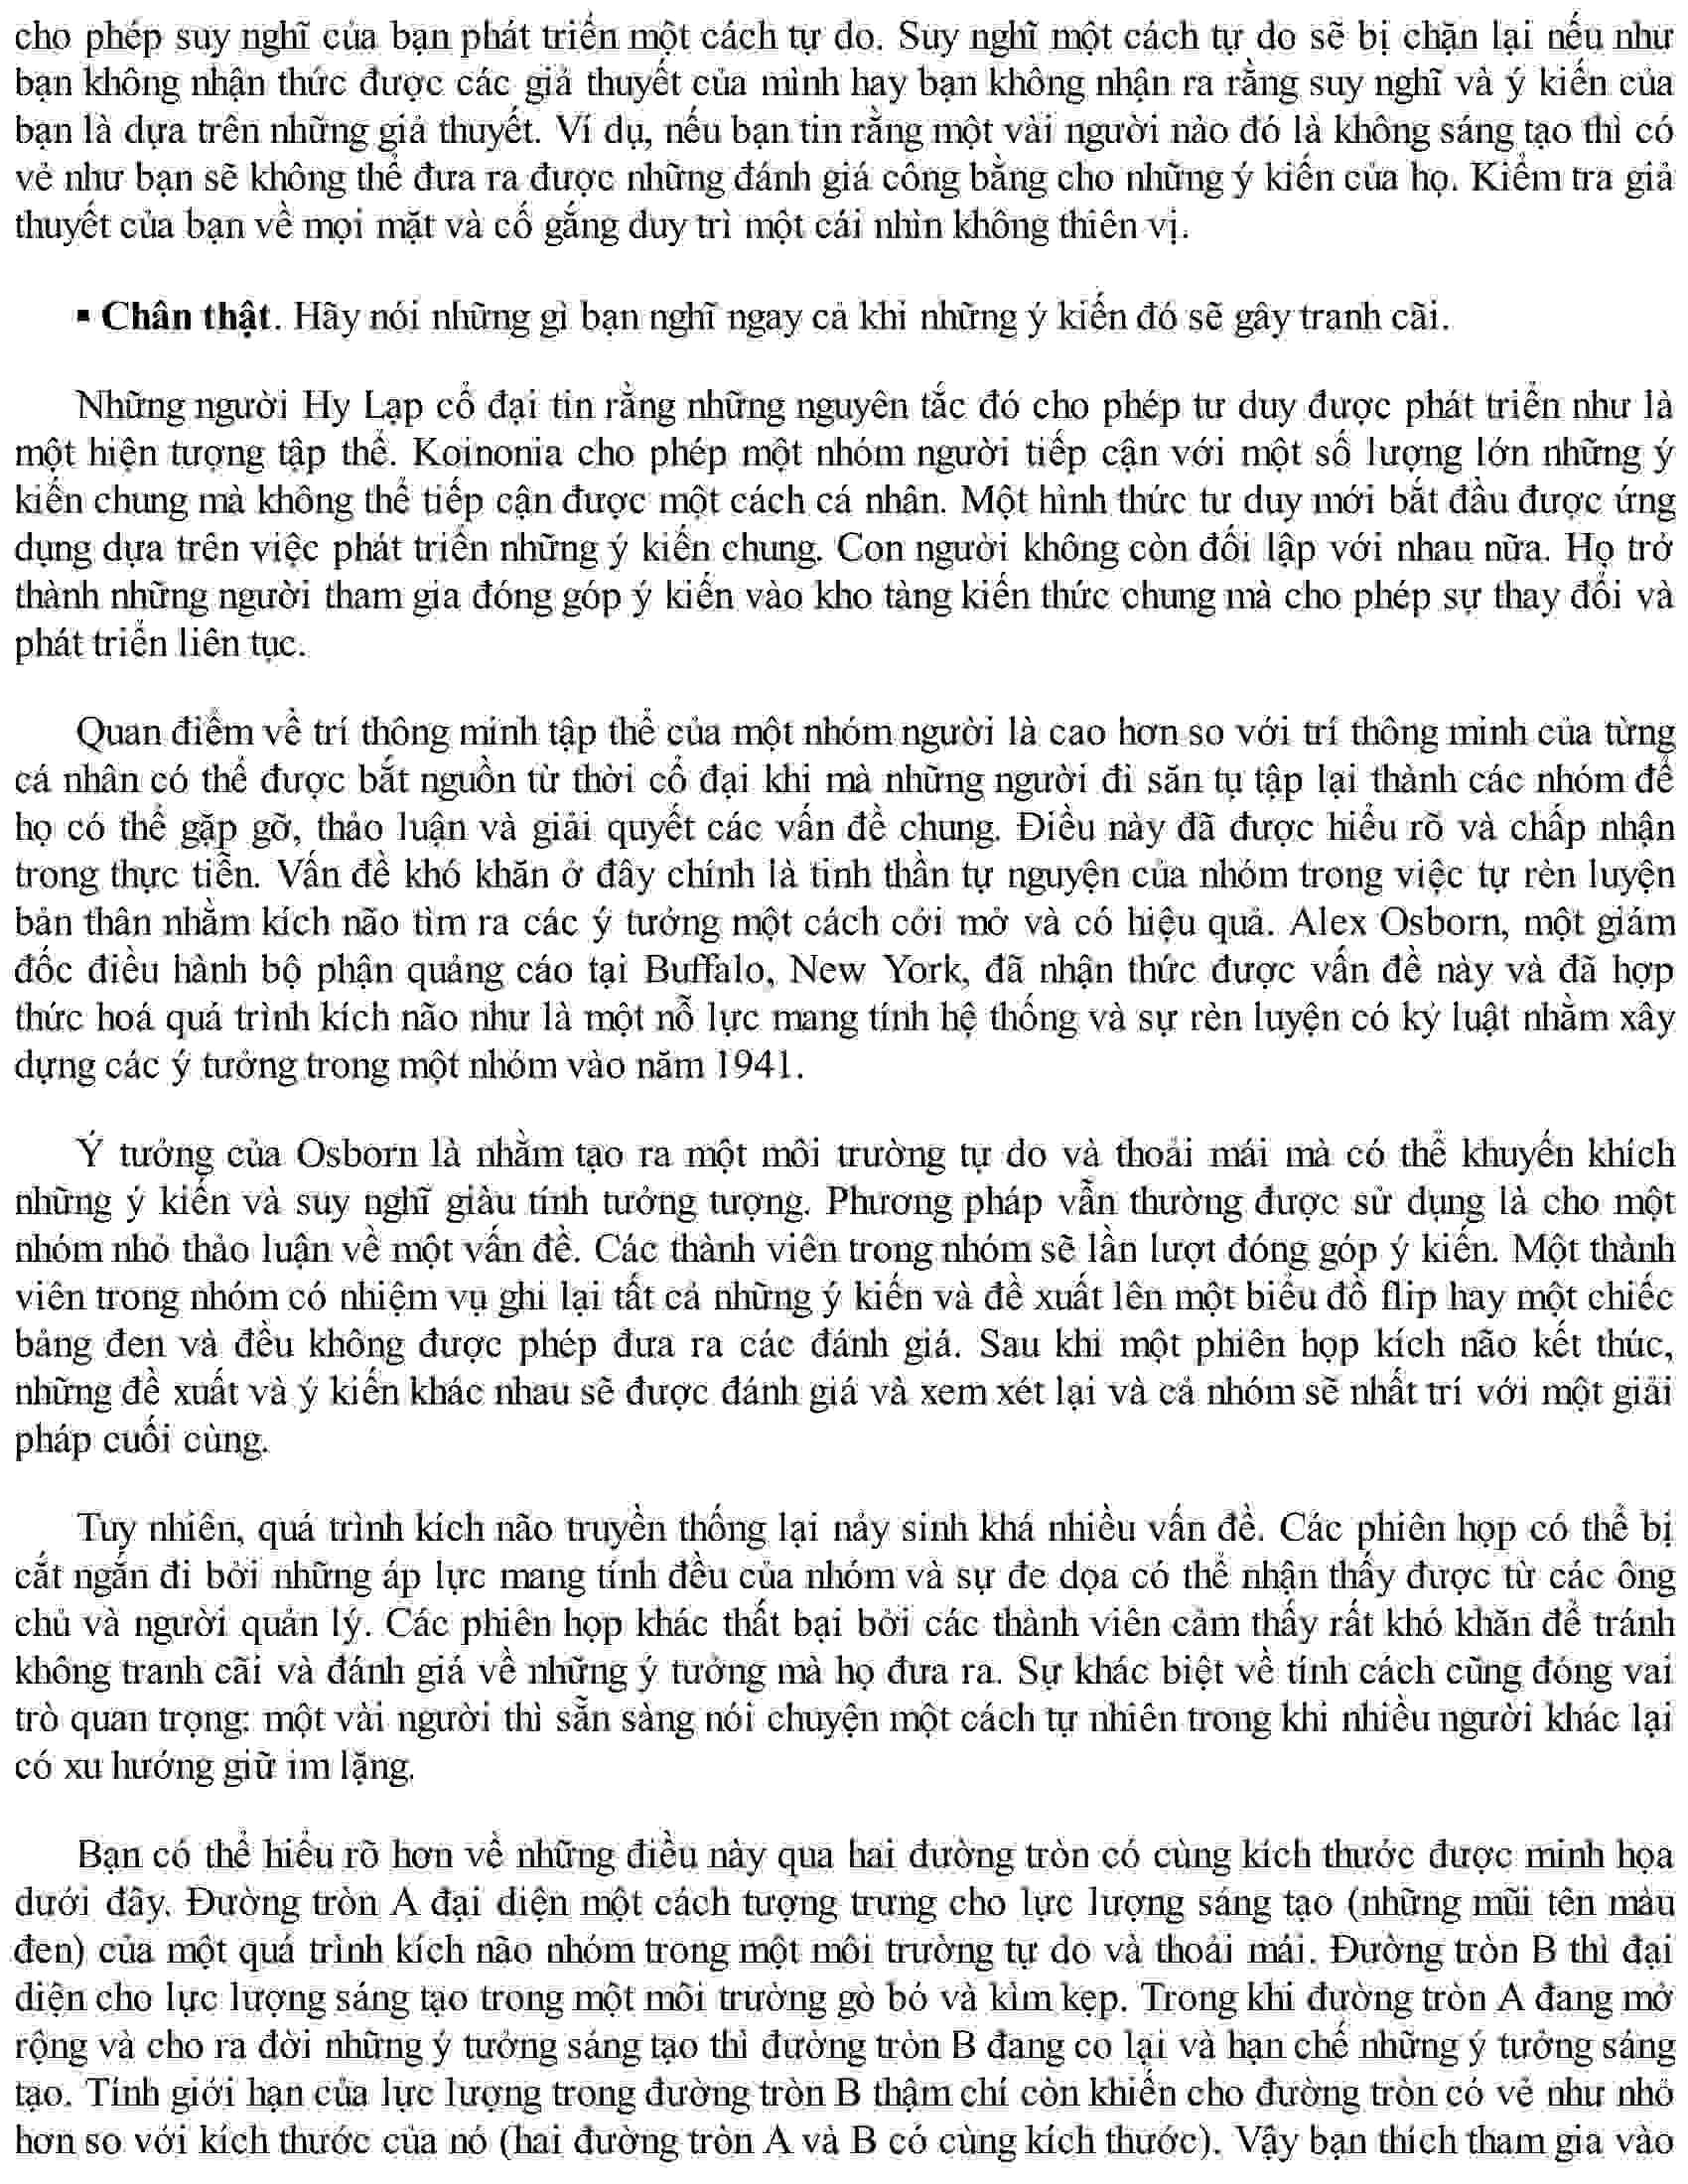 cho phép suy nghĩ của bạn phát triển một cách tự do. Suy nghĩ một cách tự do sẽ bị chặn lại nếu như
bạn không nhận thức được các giả thuyết của mình hay bạn không nhận ra rằng suy nghĩ và ý kiến của
bạn là dựa trên những giả thuyết. Ví dụ, nếu bạn tin rằng một vài người nào đó là không sáng tạo thì có
vẻ như bạn sẽ không thể đưa ra được những đánh giá công bằng cho những ý kiến của họ. Kiểm tra giả
thuyết của bạn về mọi mặt và cố gắng duy trì một cái nhìn không thiên vị.
▪ Chân thật. Hãy nói những gì bạn nghĩ ngay cả khi những ý kiến đó sẽ gây tranh cãi.
Những người Hy Lạp cổ đại tin rằng những nguyên tắc đó cho phép tư duy được phát triển như là
một hiện tượng tập thể. Koinonia cho phép một nhóm người tiếp cận với một số lượng lớn những ý
kiến chung mà không thể tiếp cận được một cách cá nhân. Một hình thức tư duy mới bắt đầu được ứng
dụng dựa trên việc phát triển những ý kiến chung. Con người không còn đối lập với nhau nữa. Họ trở
thành những người tham gia đóng góp ý kiến vào kho tàng kiến thức chung mà cho phép sự thay đổi và
phát triển liên tục.
Quan điểm về trí thông minh tập thể của một nhóm người là cao hơn so với trí thông minh của từng
cá nhân có thể được bắt nguồn từ thời cổ đại khi mà những người đi săn tụ tập lại thành các nhóm để
họ có thể gặp gỡ, thảo luận và giải quyết các vấn đề chung. Điều này đã được hiểu rõ và chấp nhận
trong thực tiễn. Vấn đề khó khăn ở đây chính là tinh thần tự nguyện của nhóm trong việc tự rèn luyện
bản thân nhằm kích não tìm ra các ý tưởng một cách cởi mở và có hiệu quả. Alex Osborn, một giám
đốc điều hành bộ phận quảng cáo tại Buffalo, New York, đã nhận thức được vấn đề này và đã hợp
thức hoá quá trình kích não như là một nỗ lực mang tính hệ thống và sự rèn luyện có kỷ luật nhằm xây
dựng các ý tưởng trong một nhóm vào năm 1941.
Ý tưởng của Osborn là nhằm tạo ra một môi trường tự do và thoải mái mà có thể khuyến khích
những ý kiến và suy nghĩ giàu tính tưởng tượng. Phương pháp vẫn thường được sử dụng là cho một
nhóm nhỏ thảo luận về một vấn đề. Các thành viên trong nhóm sẽ lần lượt đóng góp ý kiến. Một thành
viên trong nhóm có nhiệm vụ ghi lại tất cả những ý kiến và đề xuất lên một biểu đồ flip hay một chiếc
bảng đen và đều không được phép đưa ra các đánh giá. Sau khi một phiên họp kích não kết thúc,
những đề xuất và ý kiến khác nhau sẽ được đánh giá và xem xét lại và cả nhóm sẽ nhất trí với một giải
pháp cuối cùng.
Tuy nhiên, quá trình kích não truyền thống lại nảy sinh khá nhiều vấn đề. Các phiên họp có thể bị
cắt ngắn đi bởi những áp lực mang tính đều của nhóm và sự đe dọa có thể nhận thấy được từ các ông
chủ và người quản lý. Các phiên họp khác thất bại bởi các thành viên cảm thấy rất khó khăn để tránh
không tranh cãi và đánh giá về những ý tưởng mà họ đưa ra. Sự khác biệt về tính cách cũng đóng vai
trò quan trọng: một vài người thì sẵn sàng nói chuyện một cách tự nhiên trong khi nhiều người khác lại
có xu hướng giữ im lặng.
Bạn có thể hiểu rõ hơn về những điều này qua hai đường tròn có cùng kích thước được minh họa
dưới đây. Đường tròn A đại diện một cách tượng trưng cho lực lượng sáng tạo (những mũi tên màu
đen) của một quá trình kích não nhóm trong một môi trường tự do và thoải mái. Đường tròn B thì đại
diện cho lực lượng sáng tạo trong một môi trường gò bó và kìm kẹp. Trong khi đường tròn A đang mở
rộng và cho ra đời những ý tưởng sáng tạo thì đường tròn B đang co lại và hạn chế những ý tưởng sáng
tạo. Tính giới hạn của lực lượng trong đường tròn B thậm chí còn khiến cho đường tròn có vẻ như nhỏ
hơn so với kích thước của nó (hai đường tròn A và B có cùng kích thước). Vậy bạn thích tham gia vào